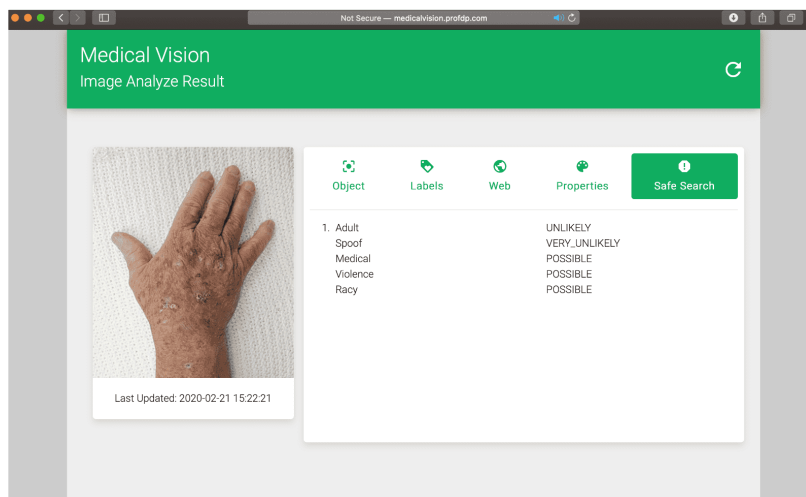 Not Secure — medicalvision.profdp.com
Medical Vision
Image Analyze Result
Object
Labels
Web
Properties
Safe Search
1. Adult UNLIKELY
Spoof VERY_UNLIKELY
Medical POSSIBLE
Violence POSSIBLE
Racy POSSIBLE
Last Updated: 2020-02-21 15:22:21